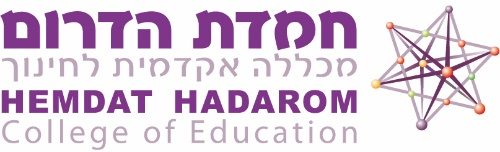 חמדת הדרום
מכללה אקדמית לחינוך
HEMDAT HADAROM
College of Education